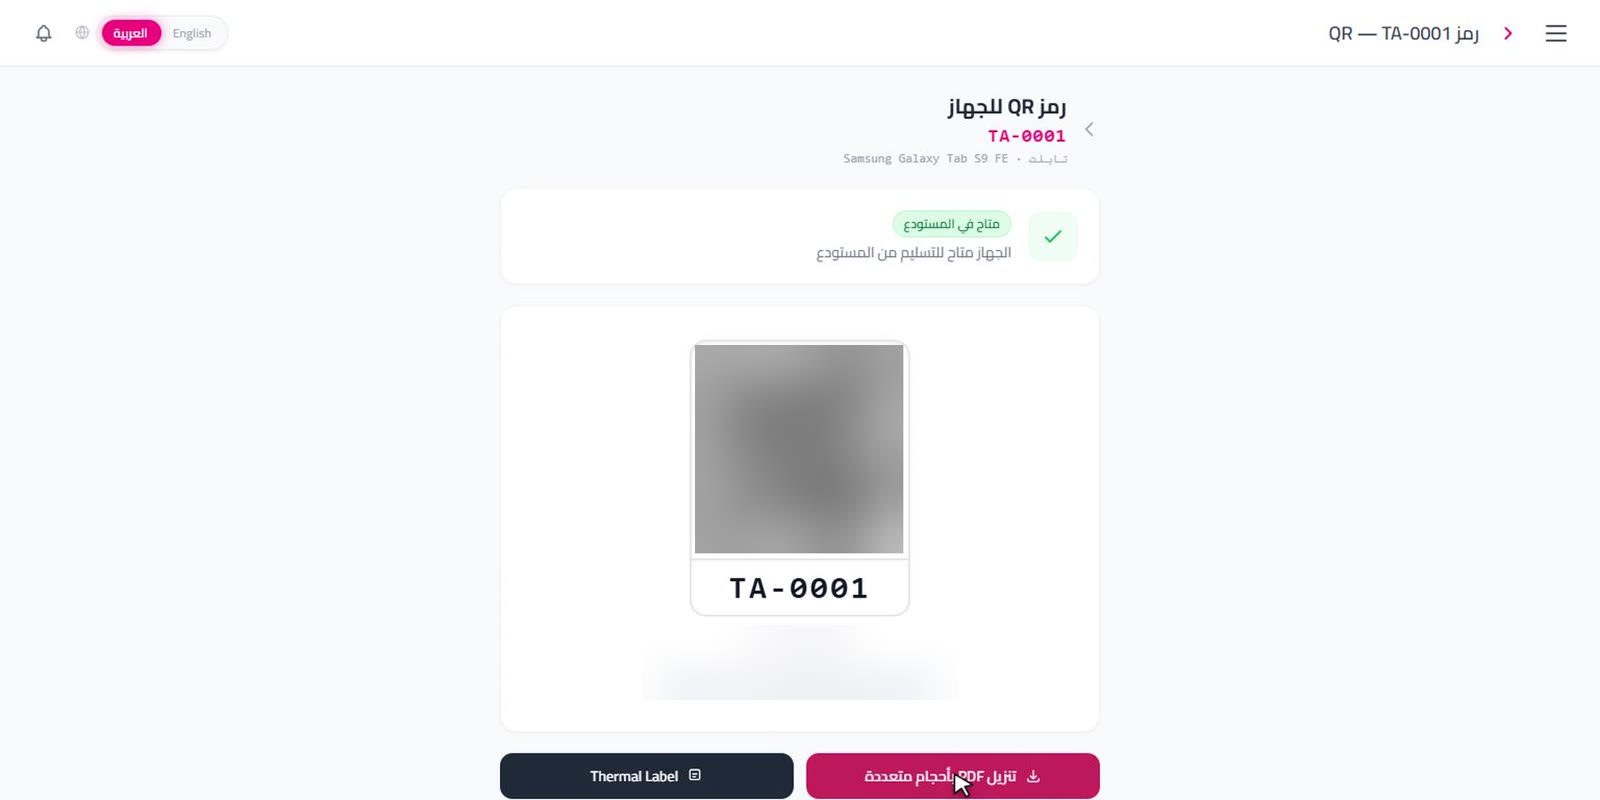 رمز QR — TA-0001
English
العربية
رمز QR للجهاز
TA-0001
تابلت · Samsung Galaxy Tab S9 FE
متاح في المستودع
الجهاز متاح للتسليم من المستودع
TA-0001
تنزيل PDF بأحجام متعددة
Thermal Label